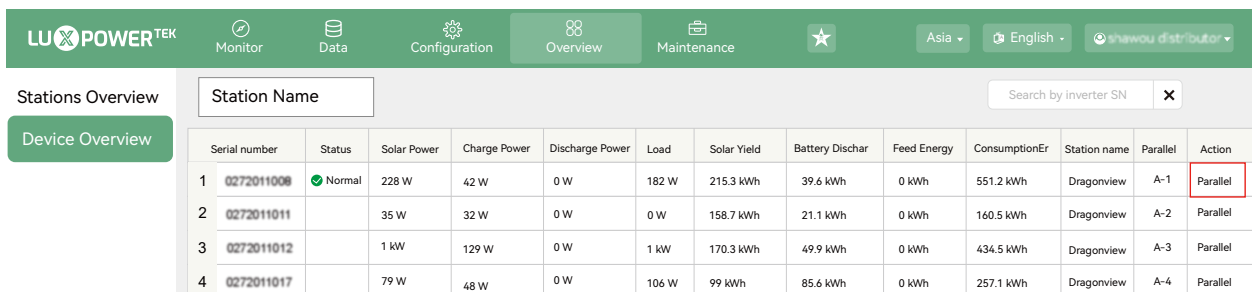 LUXPOWERTEK
Monitor Data Configuration Overview Maintenance Asia English shawou distributor
Stations Overview
Device Overview
Station Name Search by inverter SN ×
Serial number Status Solar Power Charge Power Discharge Power Load Solar Yield Battery Dischar Feed Energy ConsumptionEr Station name Parallel Action
1 0272011008 Normal 228 W 42 W 0 W 182 W 215.3 kWh 39.6 kWh 0 kWh 551.2 kWh Dragonview A-1 Parallel
2 0272011011 35 W 32 W 0 W 0 W 158.7 kWh 21.1 kWh 0 kWh 160.5 kWh Dragonview A-2 Parallel
3 0272011012 1 kW 129 W 0 W 1 kW 170.3 kWh 49.9 kWh 0 kWh 434.5 kWh Dragonview A-3 Parallel
4 0272011017 79 W 48 W 0 W 106 W 99 kWh 85.6 kWh 0 kWh 257.1 kWh Dragonview A-4 Parallel